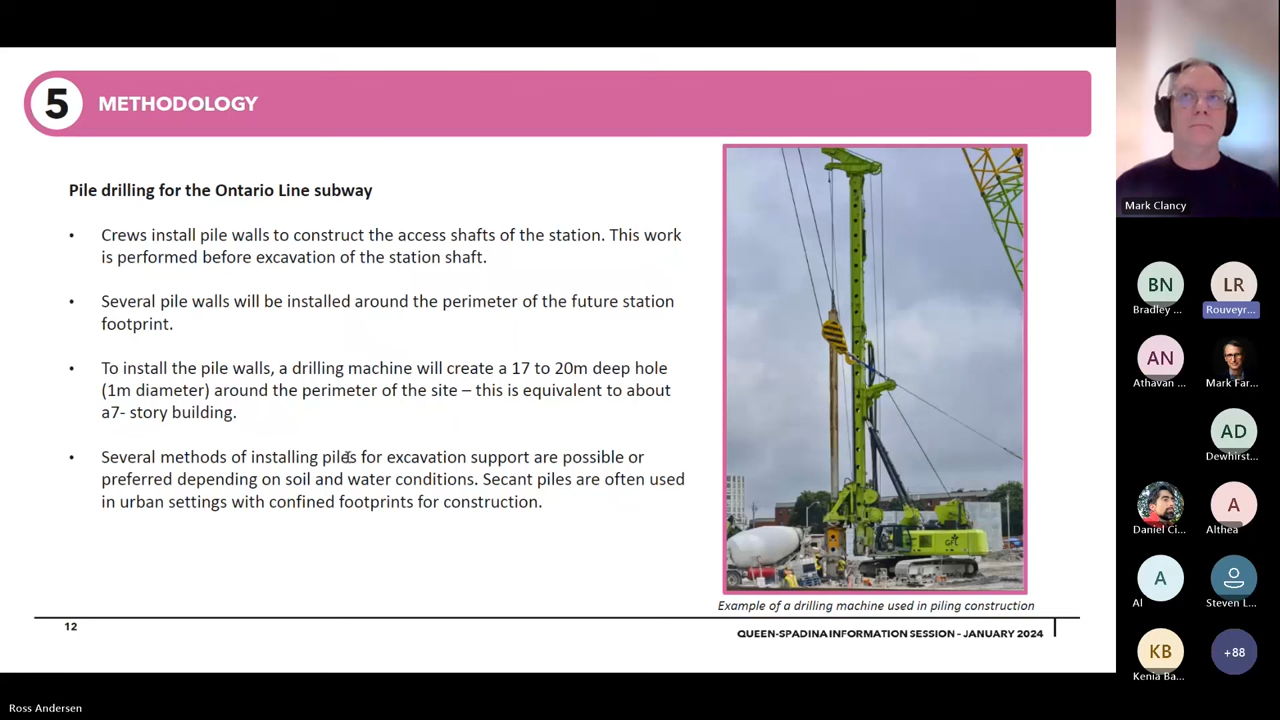 5
METHODOLOGY
Pile drilling for the Ontario Line subway
• Crews install pile walls to construct the access shafts of the station. This work
is performed before excavation of the station shaft.
• Several pile walls will be installed around the perimeter of the future station
footprint.
• To install the pile walls, a drilling machine will create a 17 to 20m deep hole
(1m diameter) around the perimeter of the site – this is equivalent to about
a7- story building.
• Several methods of installing piles for excavation support are possible or
preferred depending on soil and water conditions. Secant piles are often used
in urban settings with confined footprints for construction.
GFL
Example of a drilling machine used in piling construction
12
QUEEN-SPADINA INFORMATION SESSION – JANUARY 2024
Mark Clancy
BN
LR
Bradley ...
Rouveyr...
AN
Athavan ...
Mark Far...
AD
Dewhirst...
A
Daniel Ci...
Althea
A
Al
Steven L...
KB
+88
Kenia Ba...
Ross Andersen